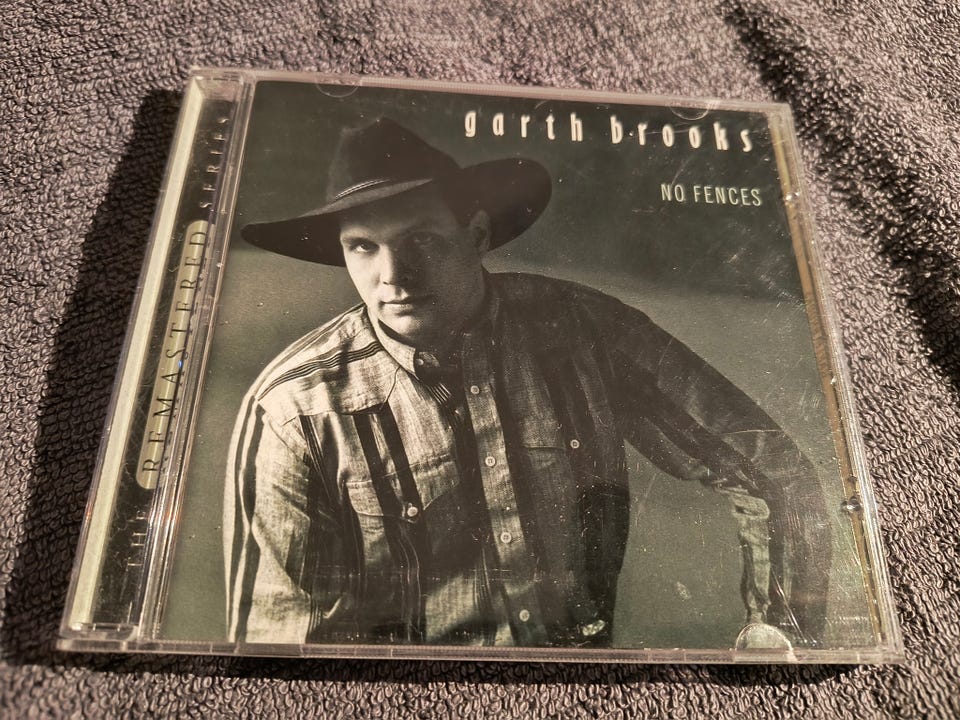 garth brooks
NO FENCES
THE REMASTERED SERIES